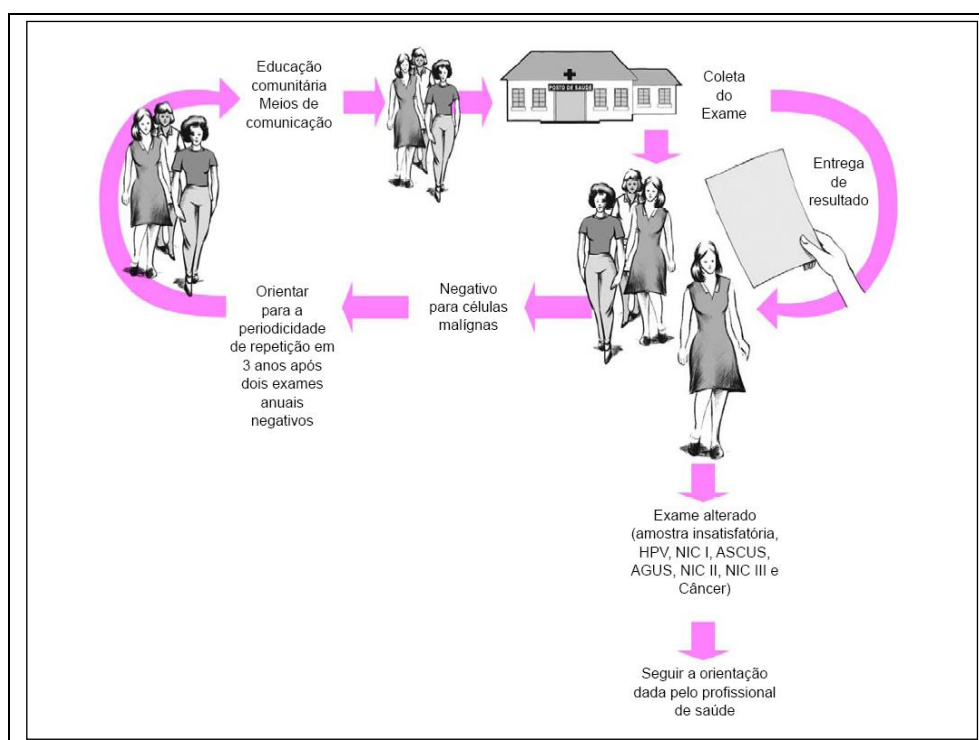 Educação
comunitária
Meios de
comunicação
POSTO DE SAÚDE
Coleta
do
Exame
Entrega
de
resultado
Negativo
para células
malígnas
Orientar
para a
periodicidade
de repetição em
3 anos após
dois exames
anuais
negativos
Exame alterado
(amostra insatisfatória,
HPV, NIC I, ASCUS,
AGUS, NIC II, NIC III e
Câncer)
Seguir a orientação
dada pelo profissional
de saúde